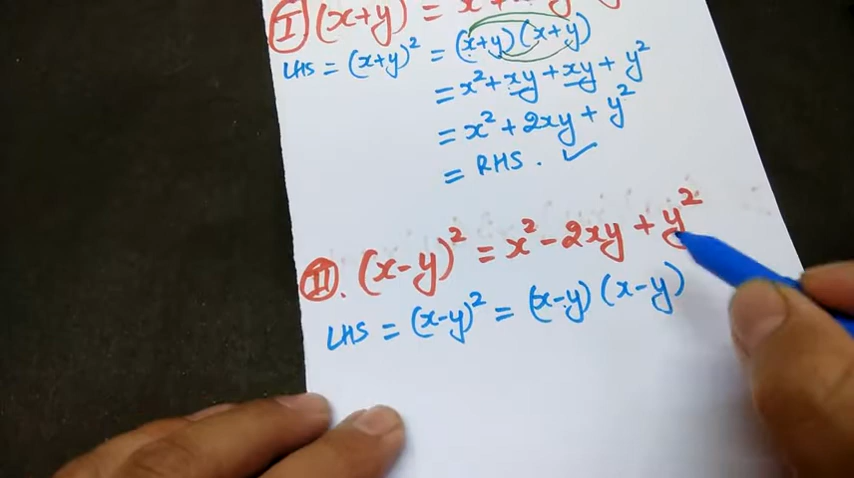 I (x+y) = x
LHS = (x+y)² = (x+y)(x+y)
= x² + xy + xy + y²
= x² + 2xy + y²
= RHS. ✓
II. (x-y)² = x² - 2xy + y²
LHS = (x-y)² = (x-y)(x-y)